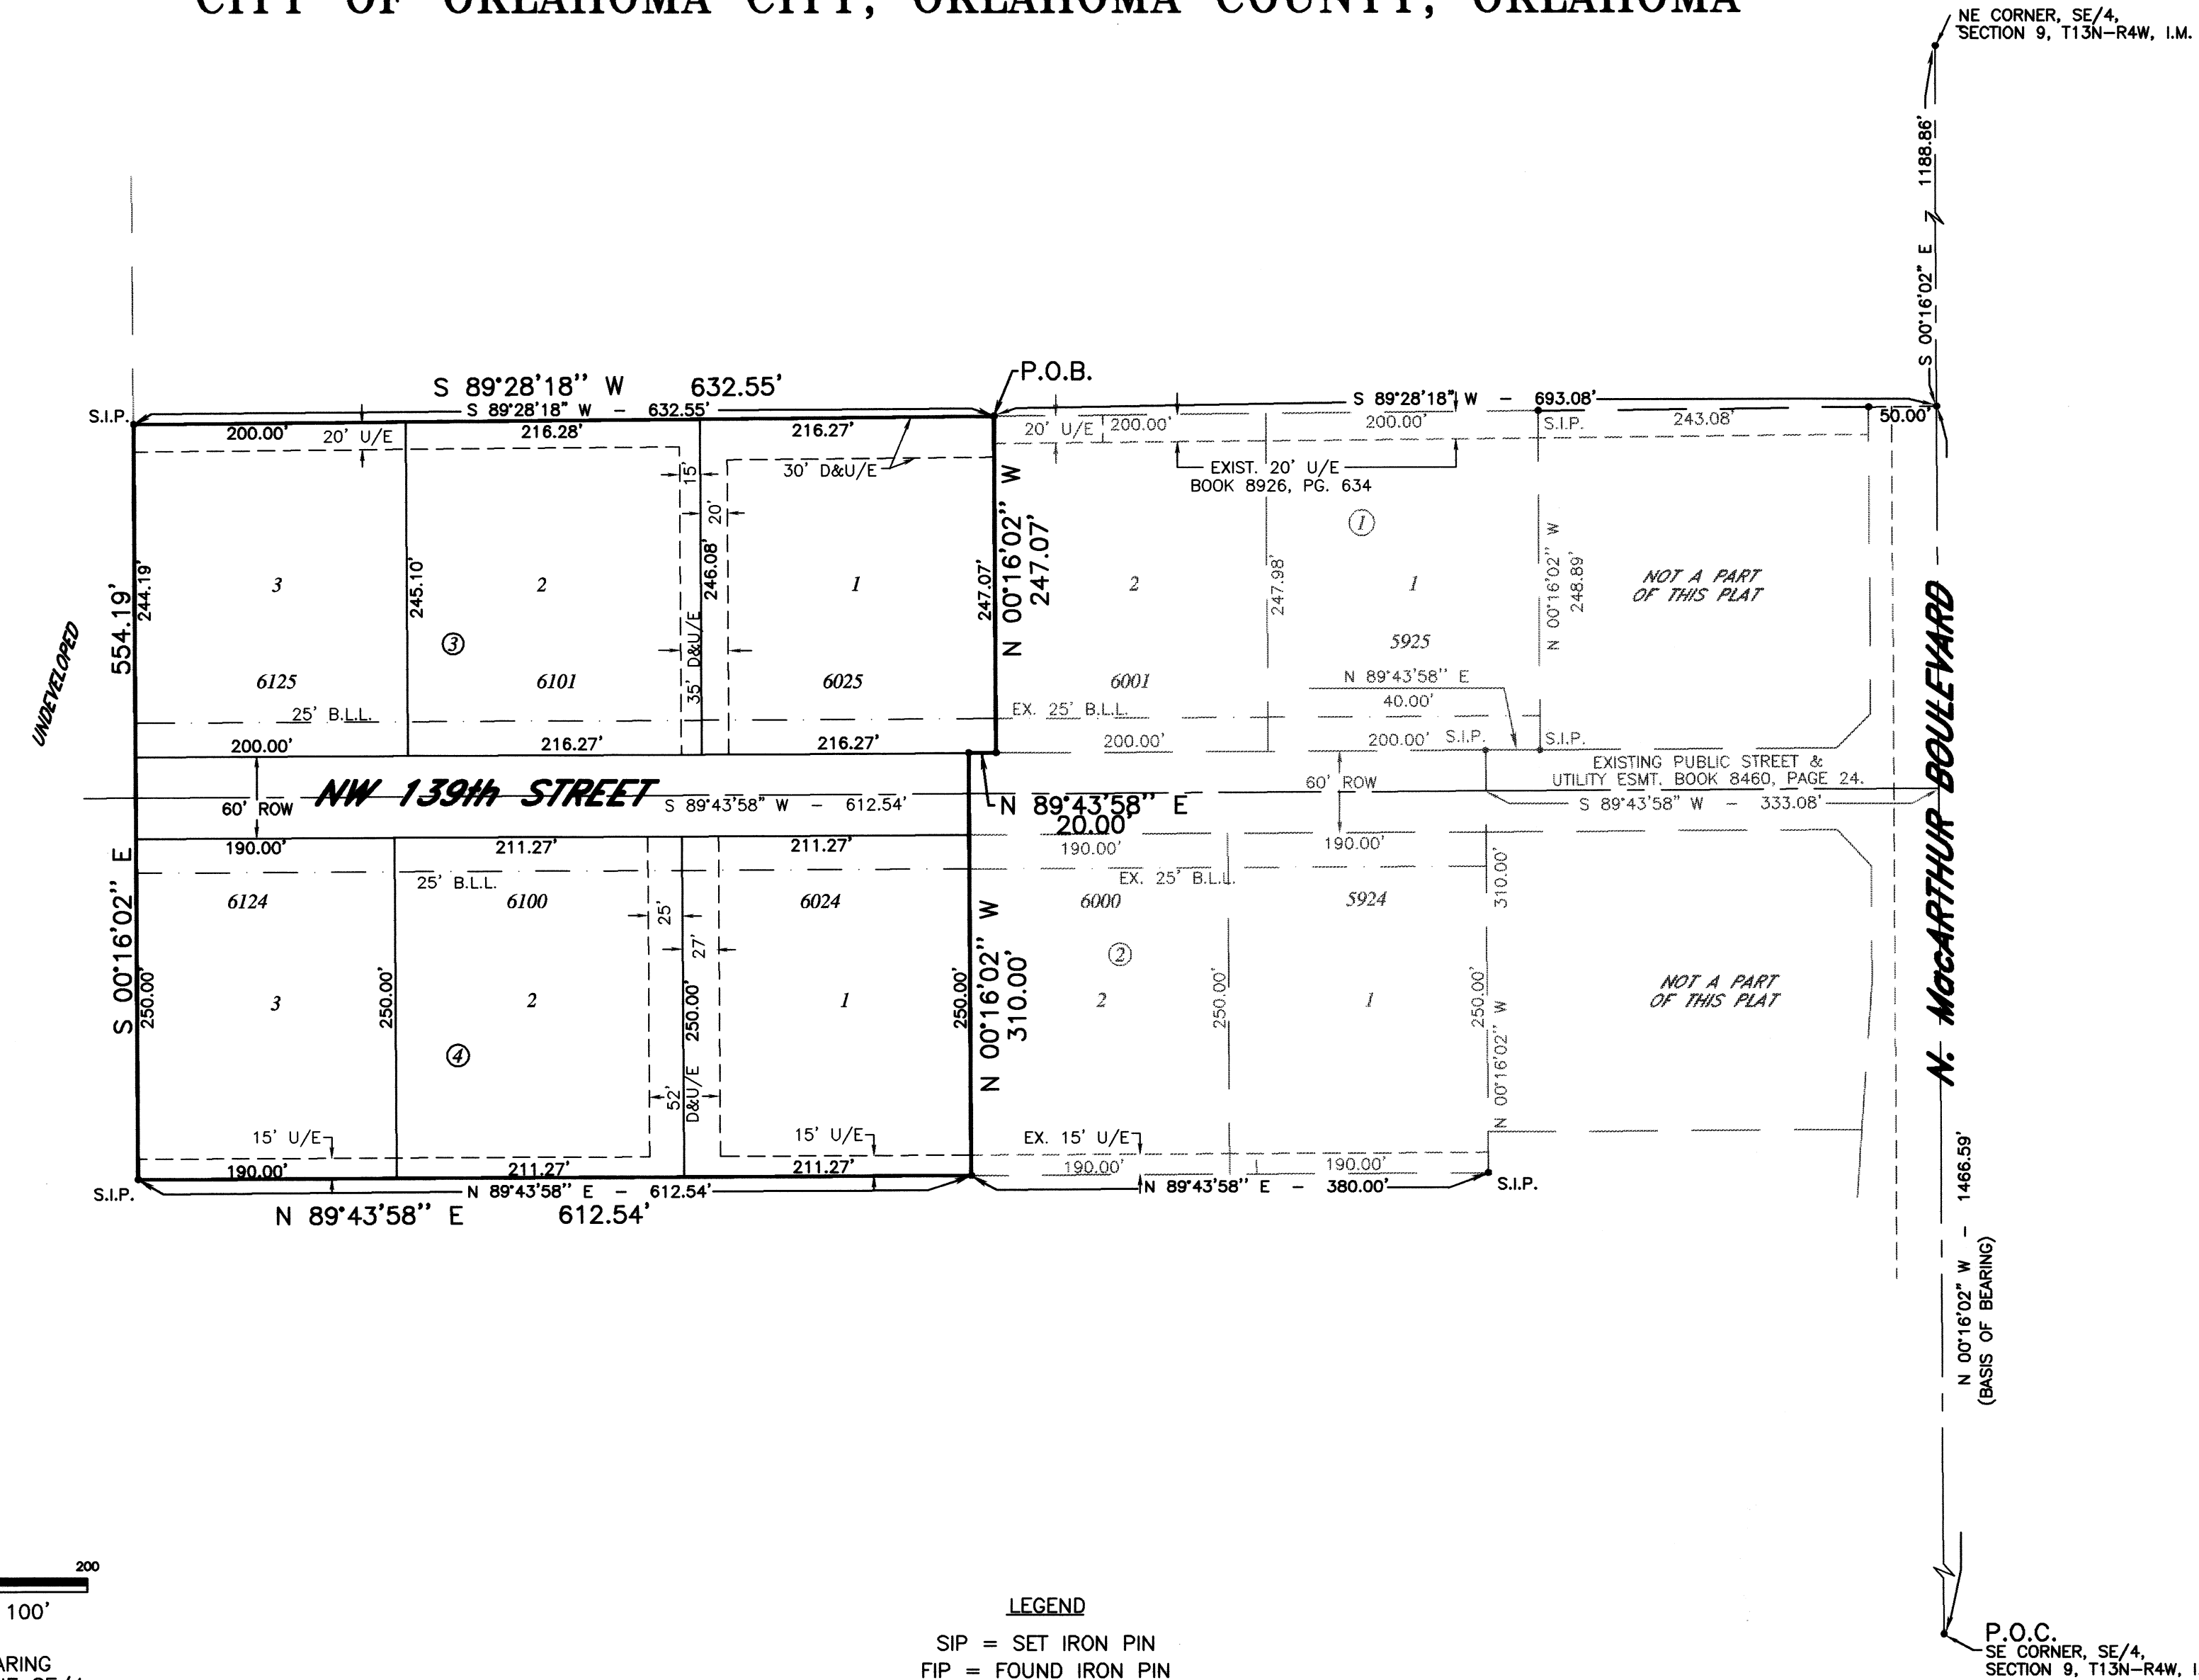 CITY OF OKLAHOMA CITY, OKLAHOMA COUNTY, OKLAHOMA
NE CORNER, SE/4,
SECTION 9, T13N-R4W, I.M.
S 00°16'02" E 1188.86'
P.O.B.
S 89°28'18" W 632.55'
S 89°28'18" W - 632.55'
S 89°28'18" W - 693.08'
S.I.P.
200.00'
20' U/E
216.28'
216.27'
30' D&U/E
20' U/E
200.00'
200.00'
S.I.P.
243.08'
50.00'
EXIST. 20' U/E
BOOK 8926, PG. 634
15'
20'
35' D&U/E
UNDEVELOPED
554.19'
S 00°16'02" E
244.19'
245.10'
246.08'
247.07'
N 00°16'02" W
247.07'
247.98'
N 00°16'02" W
248.89'
3
2
1
2
1
3
1
NOT A PART
OF THIS PLAT
6125
6101
6025
6001
5925
N 89°43'58" E
40.00'
25' B.L.L.
EX. 25' B.L.L.
200.00'
216.27'
216.27'
200.00'
200.00'
S.I.P.
S.I.P.
EXISTING PUBLIC STREET &
UTILITY ESMT. BOOK 8460, PAGE 24.
S 89°43'58" W - 333.08'
60' ROW
NW 139th STREET
S 89°43'58" W - 612.54'
60' ROW
N 89°43'58" E
20.00'
N. MacARTHUR BOULEVARD
190.00'
211.27'
211.27'
190.00'
190.00'
25' B.L.L.
EX. 25' B.L.L.
6124
6100
6024
6000
5924
25'
27'
52'
D&U/E
250.00'
250.00'
250.00'
250.00'
N 00°16'02" W
310.00'
250.00'
250.00'
310.00'
N 00°16'02" W
3
2
1
2
1
4
2
NOT A PART
OF THIS PLAT
15' U/E
15' U/E
EX. 15' U/E
190.00'
211.27'
211.27'
190.00'
190.00'
S.I.P.
N 89°43'58" E - 612.54'
N 89°43'58" E - 380.00'
S.I.P.
N 89°43'58" E 612.54'
N 00°16'02" W - 1466.59'
(BASIS OF BEARING)
200
100'
LEGEND
SIP = SET IRON PIN
FIP = FOUND IRON PIN
P.O.C.
SE CORNER, SE/4,
SECTION 9, T13N-R4W,